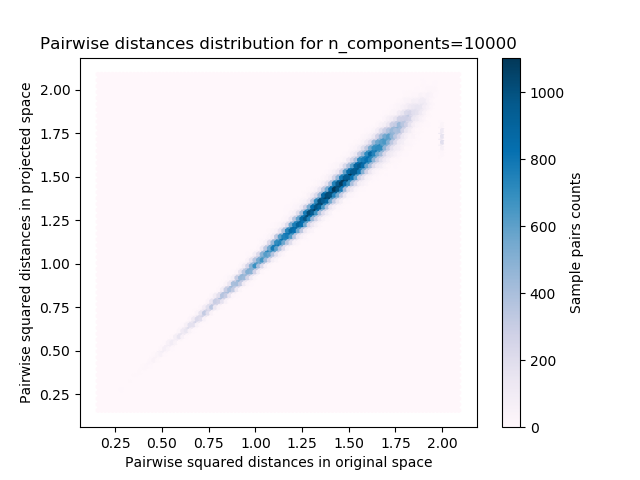 Pairwise distances distribution for n_components=10000
Pairwise squared distances in projected space
2.00
1.75
1.50
1.25
1.00
0.75
0.50
0.25
0.25 0.50 0.75 1.00 1.25 1.50 1.75 2.00
Pairwise squared distances in original space
1000
800
600
400
200
0
Sample pairs counts